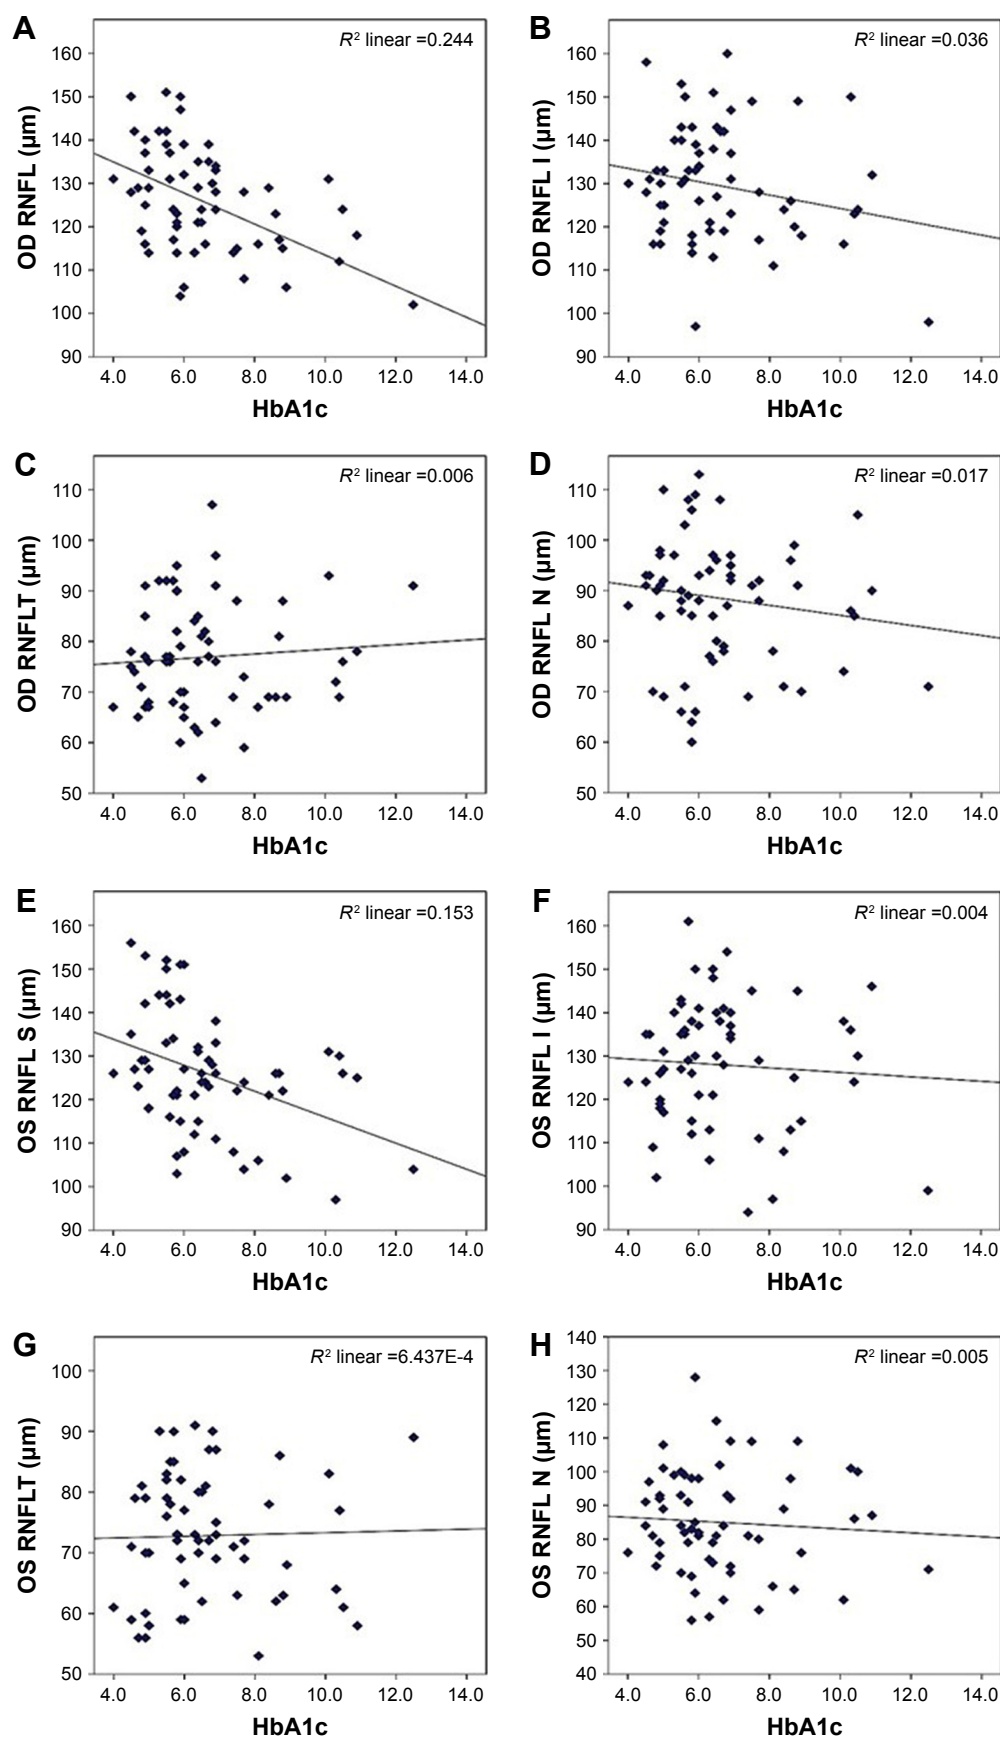 A
R² linear =0.244
OD RNFL (μm)
160
150
140
130
120
110
100
90
4.0 6.0 8.0 10.0 12.0 14.0
HbA1c
B
R² linear =0.036
OD RNFL I (μm)
160
150
140
130
120
110
100
90
4.0 6.0 8.0 10.0 12.0 14.0
HbA1c
C
R² linear =0.006
OD RNFLT (μm)
110
100
90
80
70
60
50
4.0 6.0 8.0 10.0 12.0 14.0
HbA1c
D
R² linear =0.017
OD RNFL N (μm)
110
100
90
80
70
60
50
4.0 6.0 8.0 10.0 12.0 14.0
HbA1c
E
R² linear =0.153
OS RNFL S (μm)
160
150
140
130
120
110
100
90
4.0 6.0 8.0 10.0 12.0 14.0
HbA1c
F
R² linear =0.004
OS RNFL I (μm)
160
150
140
130
120
110
100
90
4.0 6.0 8.0 10.0 12.0 14.0
HbA1c
G
R² linear =6.437E-4
OS RNFLT (μm)
100
90
80
70
60
50
4.0 6.0 8.0 10.0 12.0 14.0
HbA1c
H
R² linear =0.005
OS RNFL N (μm)
140
130
120
110
100
90
80
70
60
50
40
4.0 6.0 8.0 10.0 12.0 14.0
HbA1c